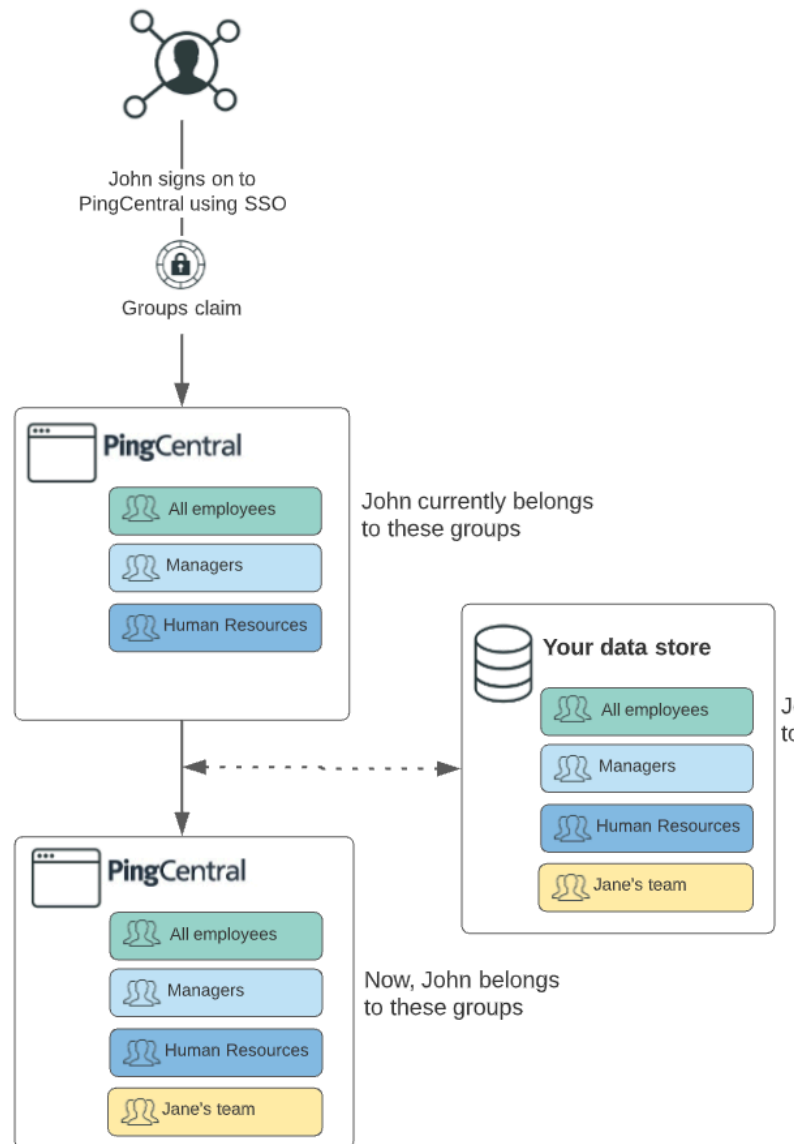 John signs on to
PingCentral using SSO
Groups claim
PingCentral
All employees
Managers
Human Resources
John currently belongs
to these groups
Your data store
All employees
Managers
Human Resources
Jane's team
PingCentral
All employees
Managers
Human Resources
Jane's team
Now, John belongs
to these groups